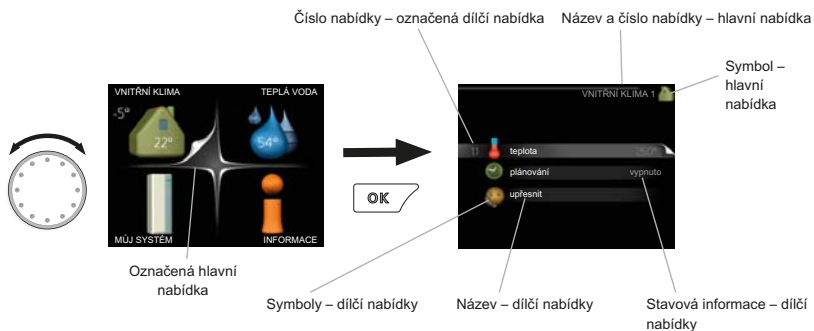 Číslo nabídky – označená dílčí nabídka
Název a číslo nabídky – hlavní nabídka
Symbol –
hlavní
nabídka
VNITŘNÍ KLIMA
TEPLÁ VODA
-5°
22°
54°
MŮJ SYSTÉM
INFORMACE
OK
VNITŘNÍ KLIMA 1
teplota
plánování
vypnuto
upřesnit
Označená hlavní
nabídka
Symboly – dílčí nabídky
Název – dílčí nabídky
Stavová informace – dílčí
nabídky